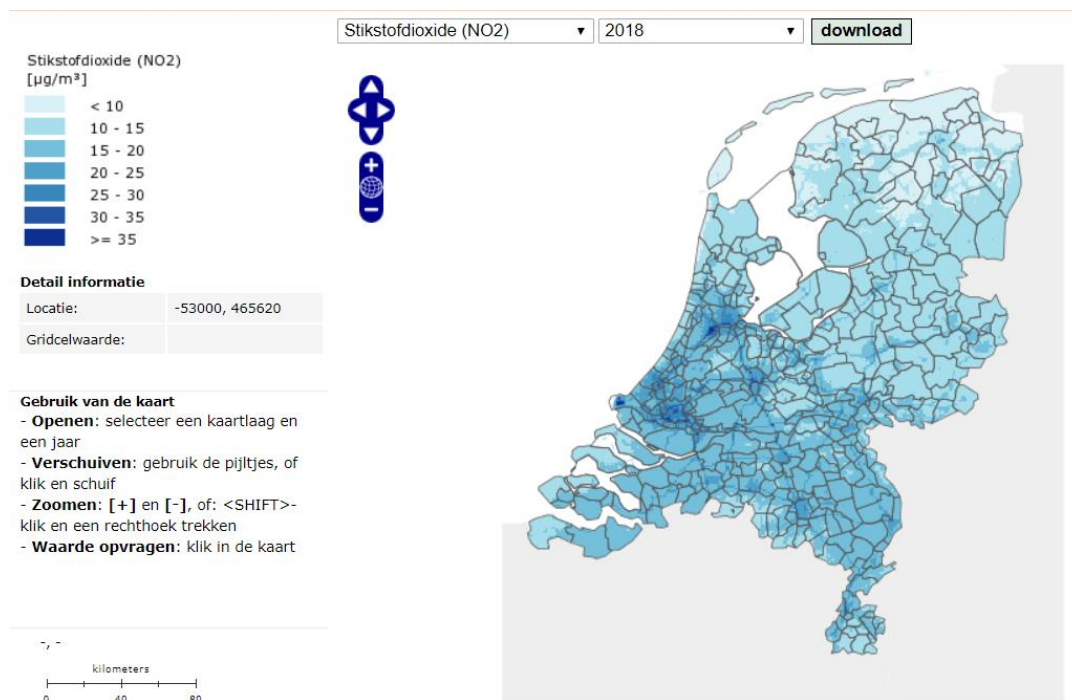 Stikstofdioxide (NO2) 2018 download
Stikstofdioxide (NO2)
[µg/m³]
< 10
10 - 15
15 - 20
20 - 25
25 - 30
30 - 35
>= 35
Detail informatie
Locatie: -53000, 465620
Gridcelwaarde:
Gebruik van de kaart
- Openen: selecteer een kaartlaag en
een jaar
- Verschuiven: gebruik de pijltjes, of
klik en schuif
- Zoomen: [+] en [-], of: <SHIFT>-
klik en een rechthoek trekken
- Waarde opvragen: klik in de kaart
-, -
kilometers
0 40 80